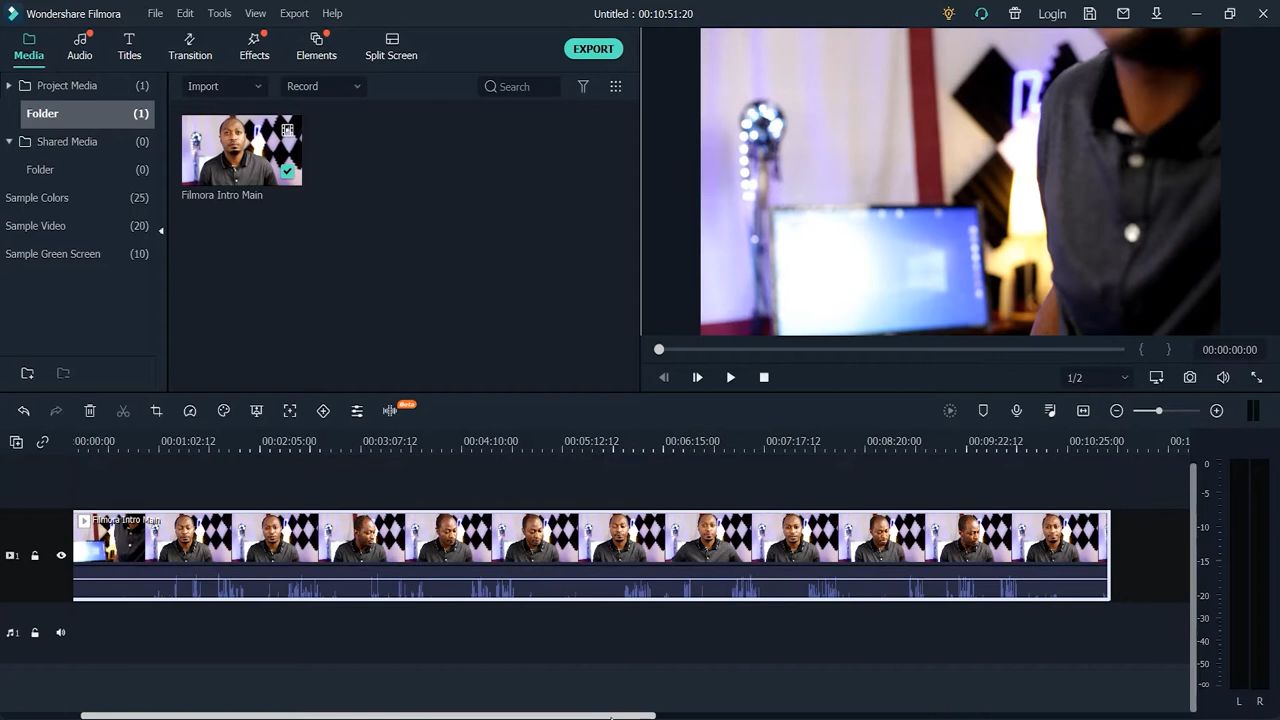 Wondershare Filmora
File
Edit
Tools
View
Export
Help
Untitled : 00:10:51:20
Login
Media
Audio
Titles
Transition
Effects
Elements
Split Screen
EXPORT
Project Media (1)
Folder (1)
Shared Media (0)
Folder (0)
Sample Colors (25)
Sample Video (20)
Sample Green Screen (10)
Import
Record
Search
Filmora Intro Main
{ }
00:00:00:00
1/2
Beta
:00:00:00
00:01:02:12
00:02:05:00
00:03:07:12
00:04:10:00
00:05:12:12
00:06:15:00
00:07:17:12
00:08:20:00
00:09:22:12
00:10:25:00
00:1
Filmora Intro Main
1
1
0
-5
-10
-15
-20
-30
-40
-50
-∞
L R